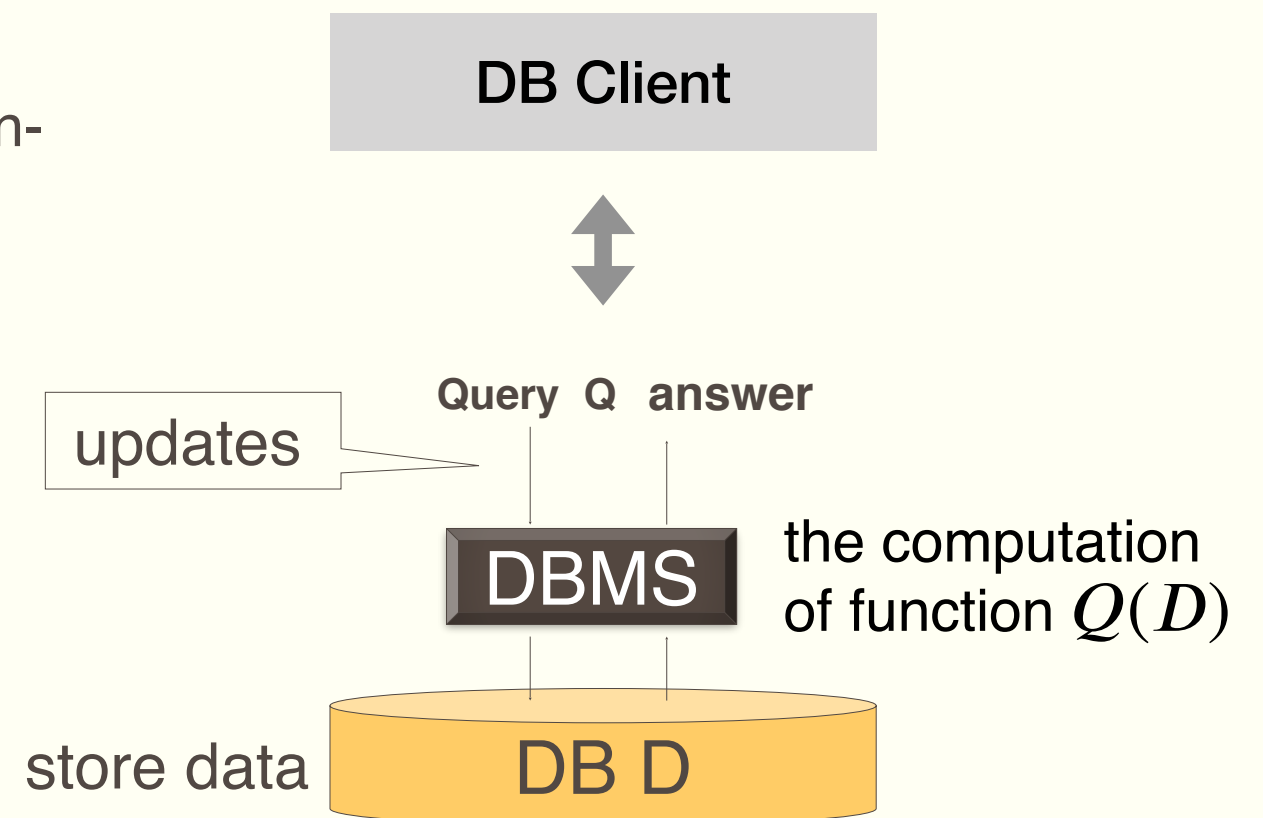 DB Client
n-
Query Q answer
updates
DBMS
the computation
of function Q(D)
store data
DB D